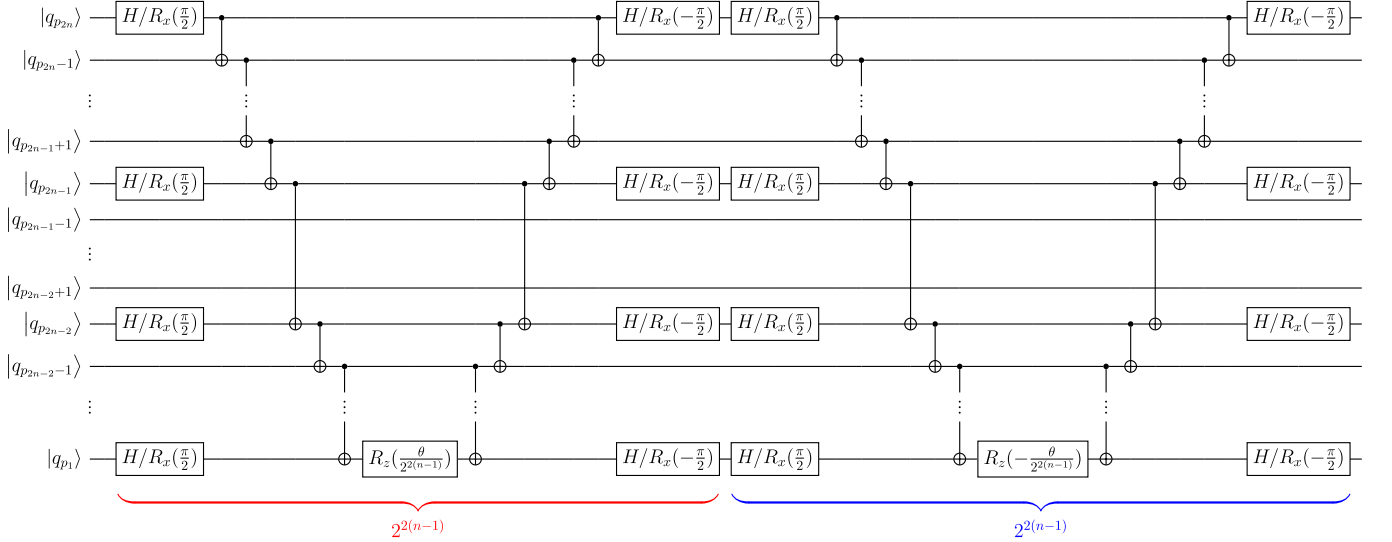 |q_{p_{2n}}⟩ H/R_x(π/2) H/R_x(−π/2) H/R_x(π/2) H/R_x(−π/2)
|q_{p_{2n}−1}⟩
⋮ ⋮ ⋮ ⋮ ⋮
|q_{p_{2n−1}+1}⟩
|q_{p_{2n−1}}⟩ H/R_x(π/2) H/R_x(−π/2) H/R_x(π/2) H/R_x(−π/2)
|q_{p_{2n−1}−1}⟩
⋮
|q_{p_{2n−2}+1}⟩
|q_{p_{2n−2}}⟩ H/R_x(π/2) H/R_x(−π/2) H/R_x(π/2) H/R_x(−π/2)
|q_{p_{2n−2}−1}⟩
⋮ ⋮ ⋮ ⋮ ⋮
|q_{p_1}⟩ H/R_x(π/2) R_z(θ/2^{2(n−1)}) H/R_x(−π/2) H/R_x(π/2) R_z(−θ/2^{2(n−1)}) H/R_x(−π/2)
2^{2(n−1)} 2^{2(n−1)}